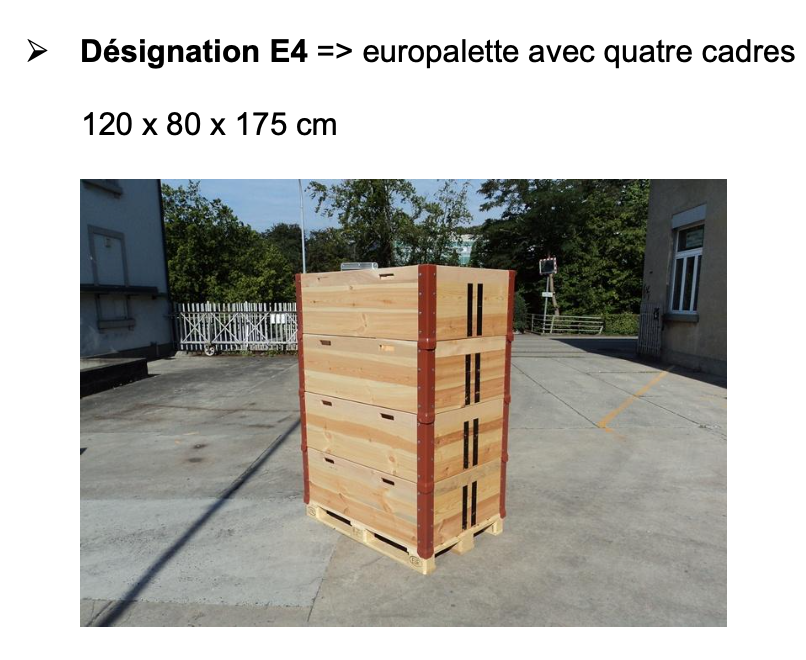 ➢ Désignation E4 => europalette avec quatre cadres
120 x 80 x 175 cm